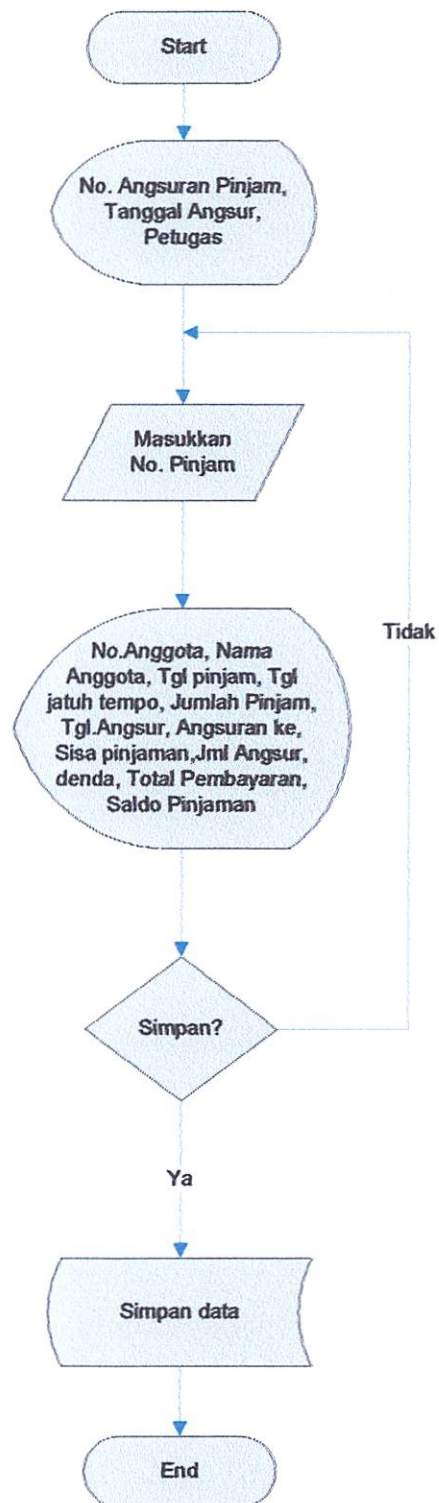 Start
No. Angsuran Pinjam,
Tanggal Angsur,
Petugas
Masukkan
No. Pinjam
No.Anggota, Nama
Anggota, Tgl pinjam, Tgl
jatuh tempo, Jumlah Pinjam,
Tgl.Angsur, Angsuran ke,
Sisa pinjaman,Jml Angsur,
denda, Total Pembayaran,
Saldo Pinjaman
Tidak
Simpan?
Ya
Simpan data
End